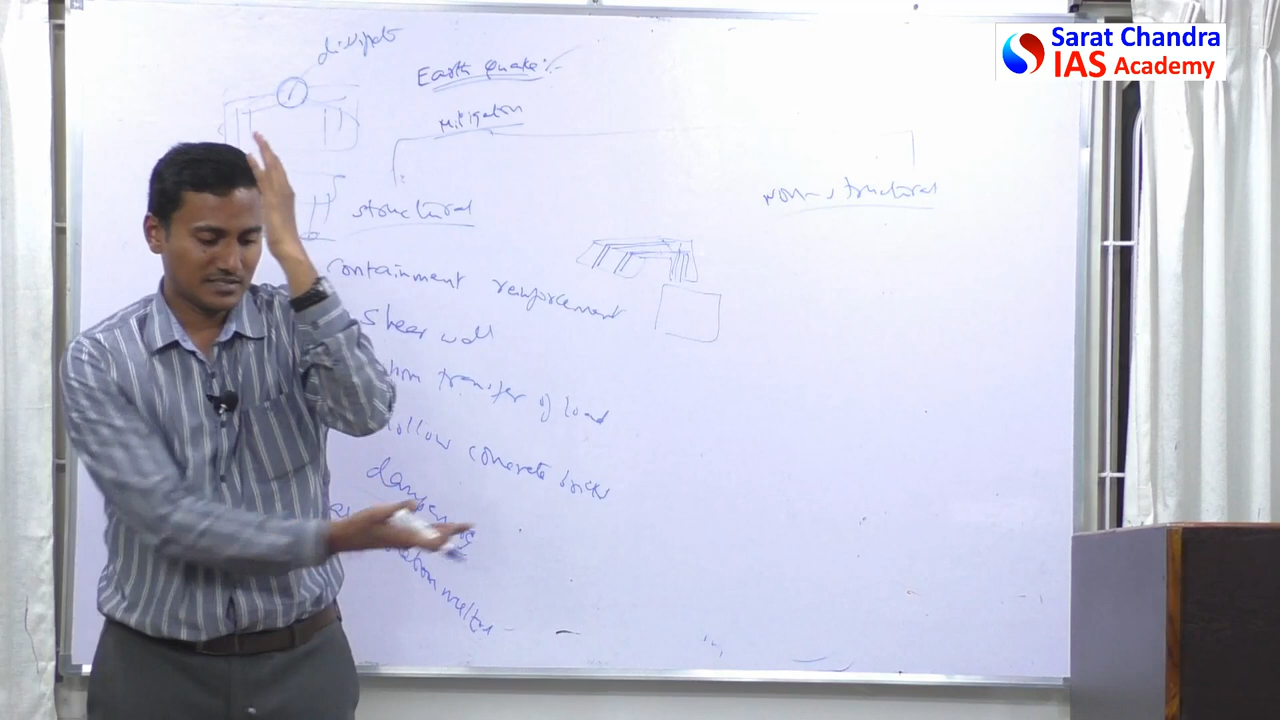 Sarat Chandra
IAS Academy
dissipate
Earth quake:-
Mitigation
structural
non-structural
containment reinforcement
Shear wall
transfer of load
hollow concrete bricks